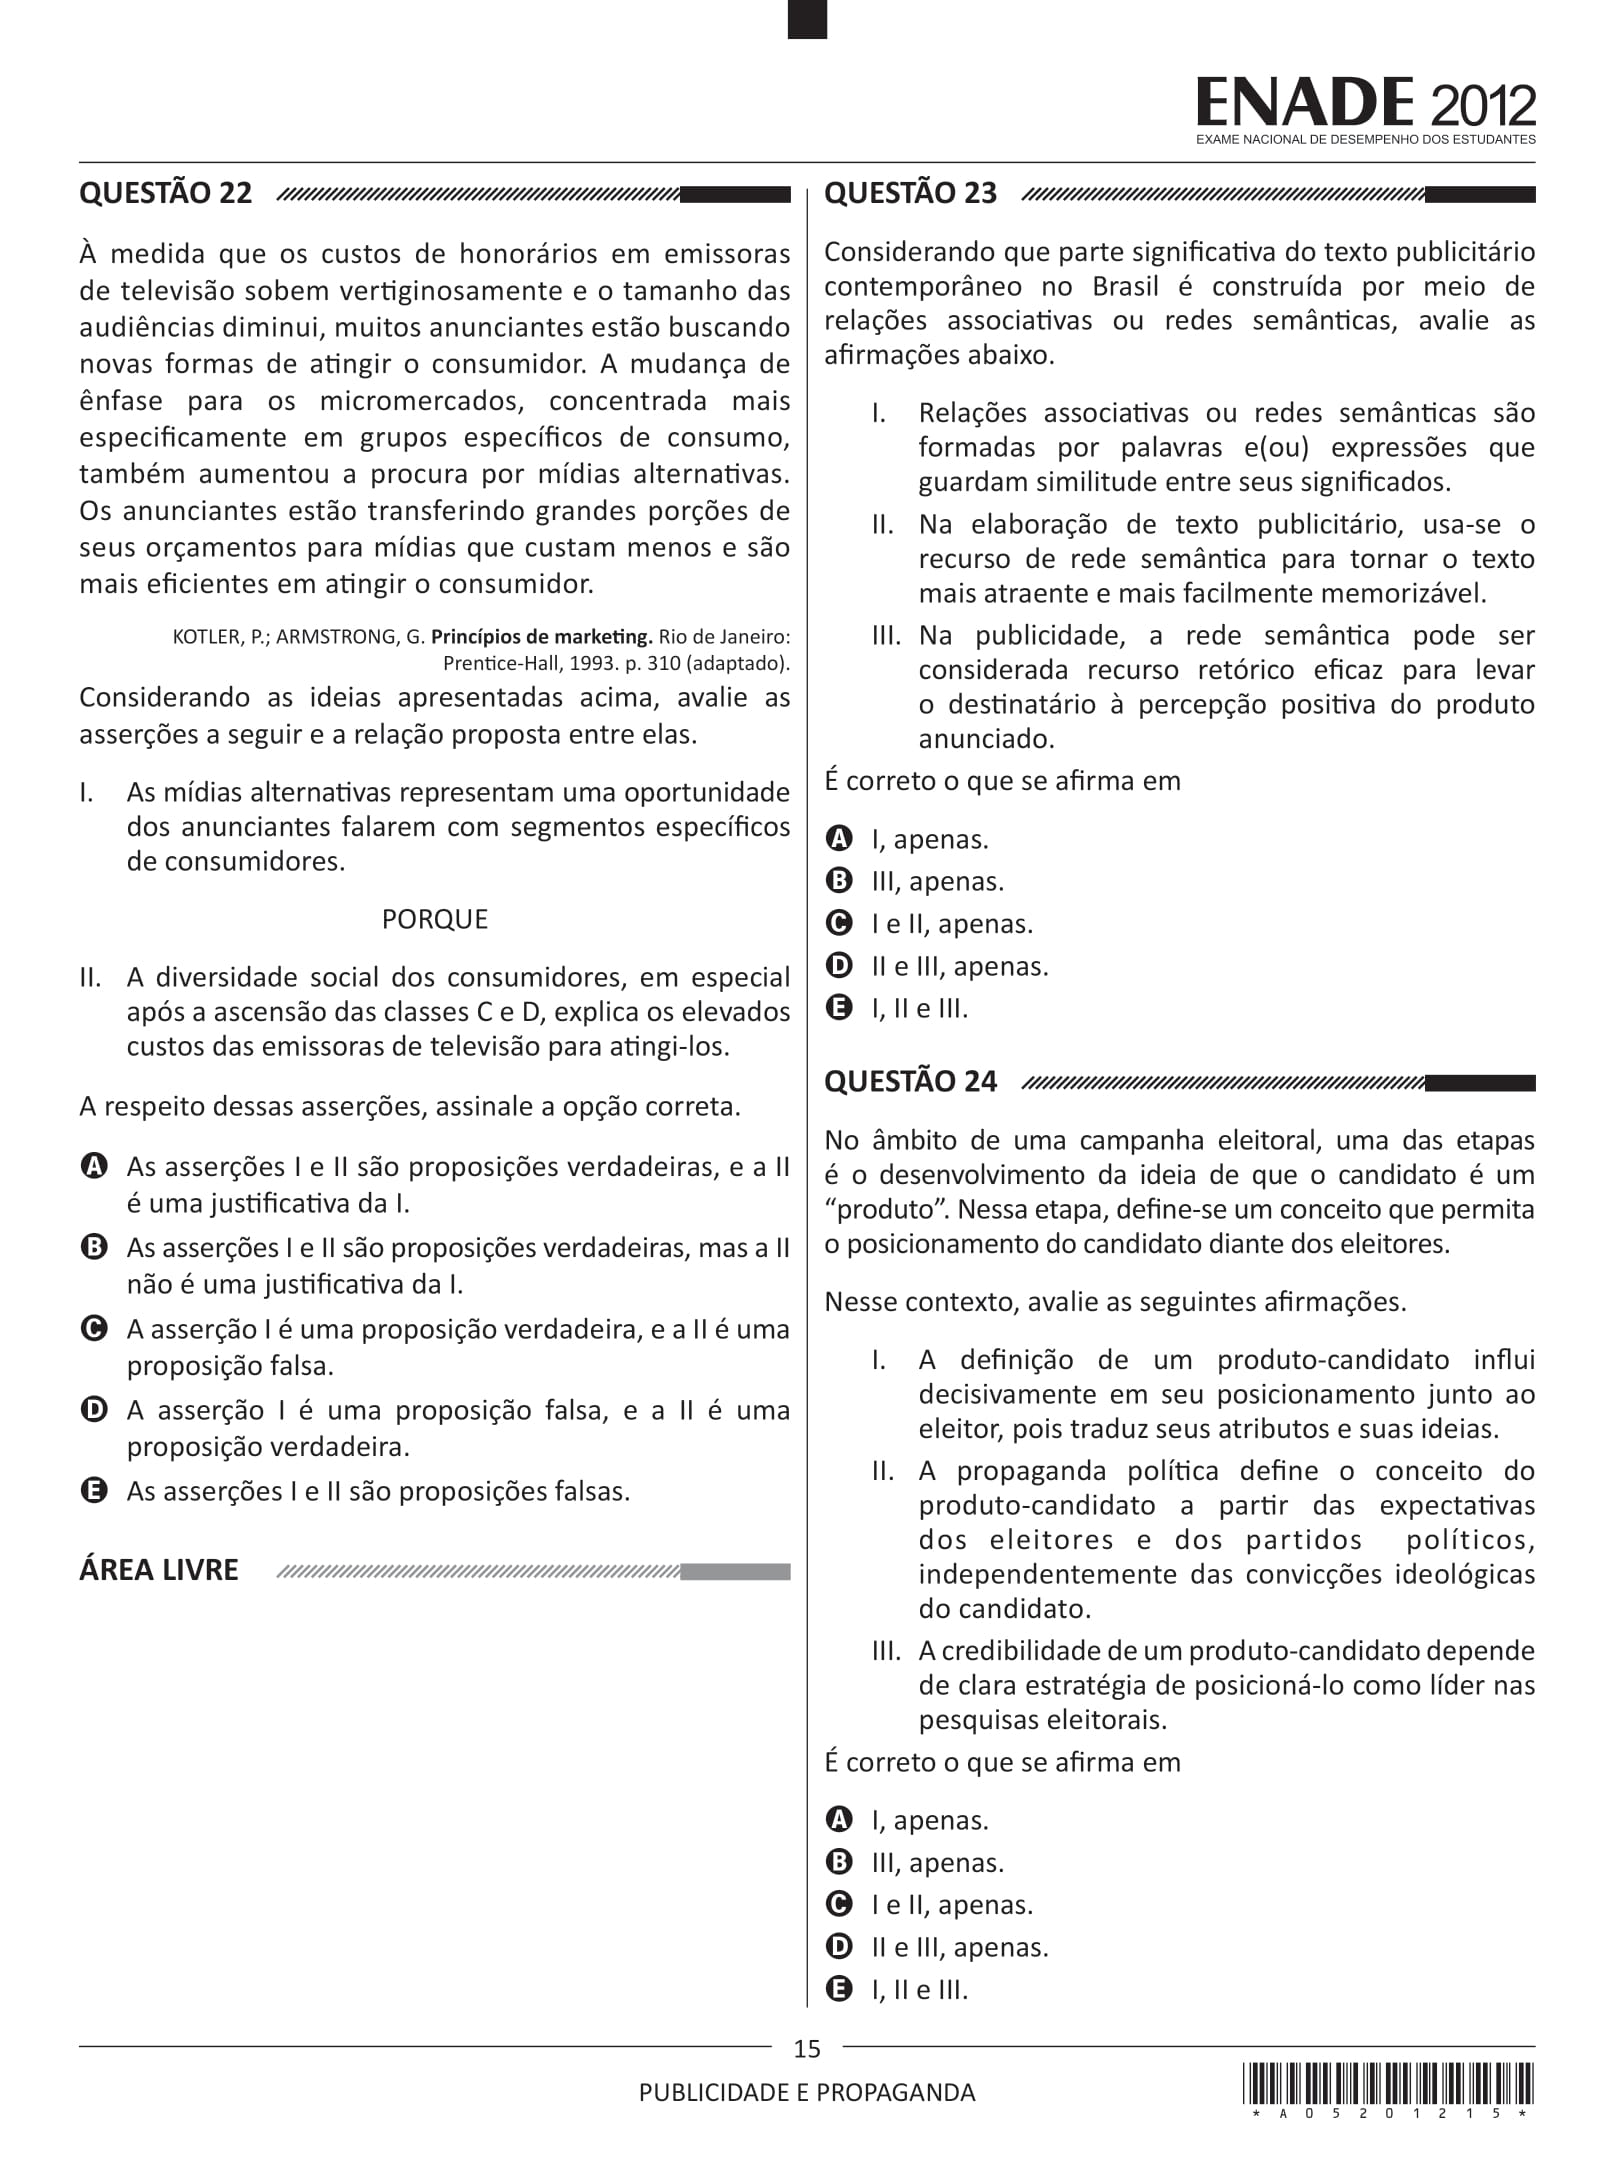 ENADE 2012
EXAME NACIONAL DE DESEMPENHO DOS ESTUDANTES
QUESTÃO 22
À medida que os custos de honorários em emissoras
de televisão sobem vertiginosamente e o tamanho das
audiências diminui, muitos anunciantes estão buscando
novas formas de atingir o consumidor. A mudança de
ênfase para os micromercados, concentrada mais
especificamente em grupos específicos de consumo,
também aumentou a procura por mídias alternativas.
Os anunciantes estão transferindo grandes porções de
seus orçamentos para mídias que custam menos e são
mais eficientes em atingir o consumidor.
KOTLER, P.; ARMSTRONG, G. Princípios de marketing. Rio de Janeiro:
Prentice-Hall, 1993. p. 310 (adaptado).
Considerando as ideias apresentadas acima, avalie as
asserções a seguir e a relação proposta entre elas.
I. As mídias alternativas representam uma oportunidade
dos anunciantes falarem com segmentos específicos
de consumidores.
PORQUE
II. A diversidade social dos consumidores, em especial
após a ascensão das classes C e D, explica os elevados
custos das emissoras de televisão para atingi-los.
A respeito dessas asserções, assinale a opção correta.
A As asserções I e II são proposições verdadeiras, e a II
é uma justificativa da I.
B As asserções I e II são proposições verdadeiras, mas a II
não é uma justificativa da I.
C A asserção I é uma proposição verdadeira, e a II é uma
proposição falsa.
D A asserção I é uma proposição falsa, e a II é uma
proposição verdadeira.
E As asserções I e II são proposições falsas.
ÁREA LIVRE
QUESTÃO 23
Considerando que parte significativa do texto publicitário
contemporâneo no Brasil é construída por meio de
relações associativas ou redes semânticas, avalie as
afirmações abaixo.
I. Relações associativas ou redes semânticas são
formadas por palavras e(ou) expressões que
guardam similitude entre seus significados.
II. Na elaboração de texto publicitário, usa-se o
recurso de rede semântica para tornar o texto
mais atraente e mais facilmente memorizável.
III. Na publicidade, a rede semântica pode ser
considerada recurso retórico eficaz para levar
o destinatário à percepção positiva do produto
anunciado.
É correto o que se afirma em
A I, apenas.
B III, apenas.
C I e II, apenas.
D II e III, apenas.
E I, II e III.
QUESTÃO 24
No âmbito de uma campanha eleitoral, uma das etapas
é o desenvolvimento da ideia de que o candidato é um
“produto”. Nessa etapa, define-se um conceito que permita
o posicionamento do candidato diante dos eleitores.
Nesse contexto, avalie as seguintes afirmações.
I. A definição de um produto-candidato influi
decisivamente em seu posicionamento junto ao
eleitor, pois traduz seus atributos e suas ideias.
II. A propaganda política define o conceito do
produto-candidato a partir das expectativas
dos eleitores e dos partidos políticos,
independentemente das convicções ideológicas
do candidato.
III. A credibilidade de um produto-candidato depende
de clara estratégia de posicioná-lo como líder nas
pesquisas eleitorais.
É correto o que se afirma em
A I, apenas.
B III, apenas.
C I e II, apenas.
D II e III, apenas.
E I, II e III.
15
PUBLICIDADE E PROPAGANDA
* A 0 5 2 0 1 2 1 5 *